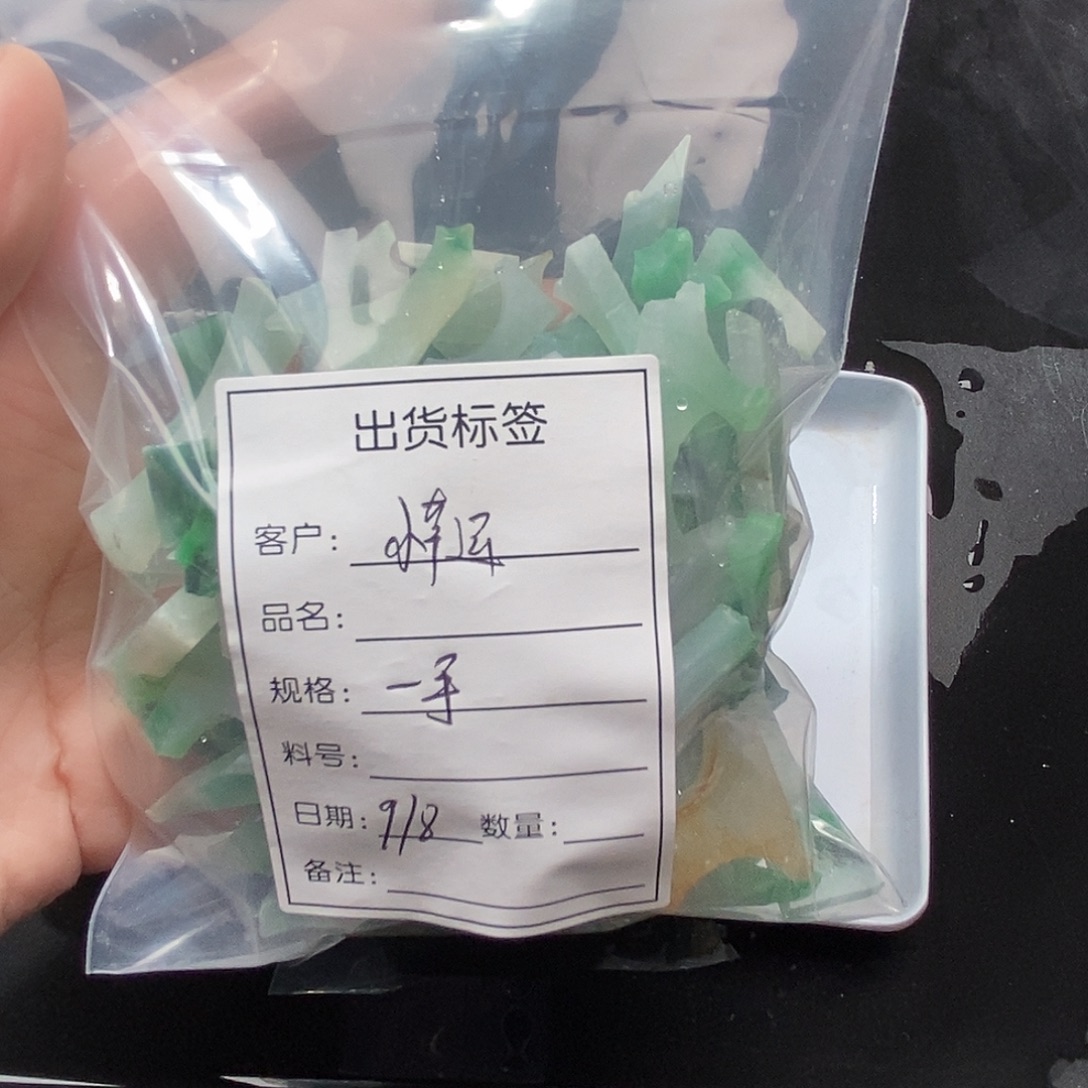 出货标签
客户:
品名:
规格: 一手
料号:
日期: 9/8 数量:
备注: